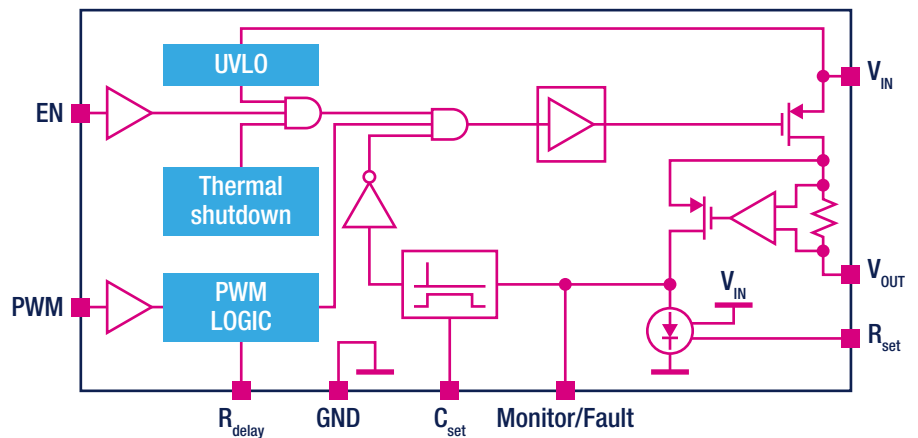 UVLO
V_IN
EN
Thermal
shutdown
PWM
PWM
LOGIC
V_IN
V_OUT
R_set
R_delay
GND
C_set
Monitor/Fault